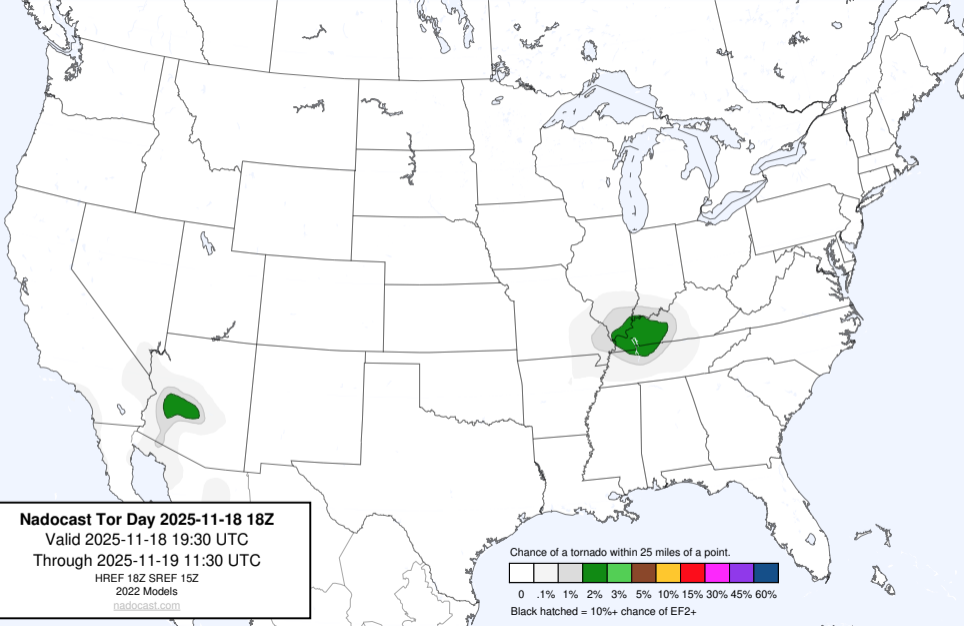 Nadocast Tor Day 2025-11-18 18Z
Valid 2025-11-18 19:30 UTC
Through 2025-11-19 11:30 UTC
HREF 18Z SREF 15Z
2022 Models
nadocast.com
Chance of a tornado within 25 miles of a point.
0 .1% 1% 2% 3% 5% 10% 15% 30% 45% 60%
Black hatched = 10%+ chance of EF2+